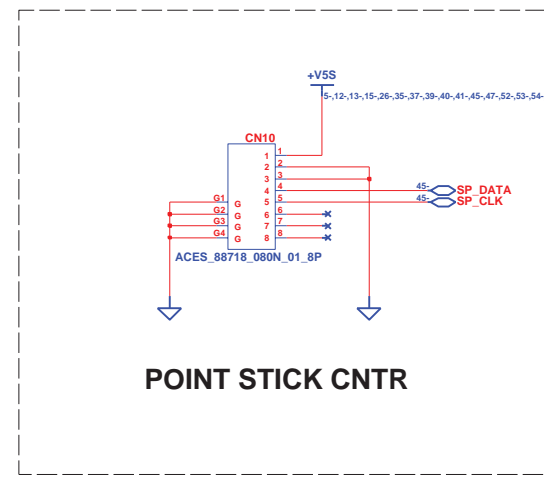 +V5S
5-,12-,13-,15-,26-,35-,37-,39-,40-,41-,45-,47-,52-,53-,54-
CN10
1 1
2 2
3 3
4 4 45- SP_DATA
G1 G 5 5 45- SP_CLK
G2 G 6 6
G3 G 7 7
G4 G 8 8
ACES_88718_080N_01_8P
POINT STICK CNTR